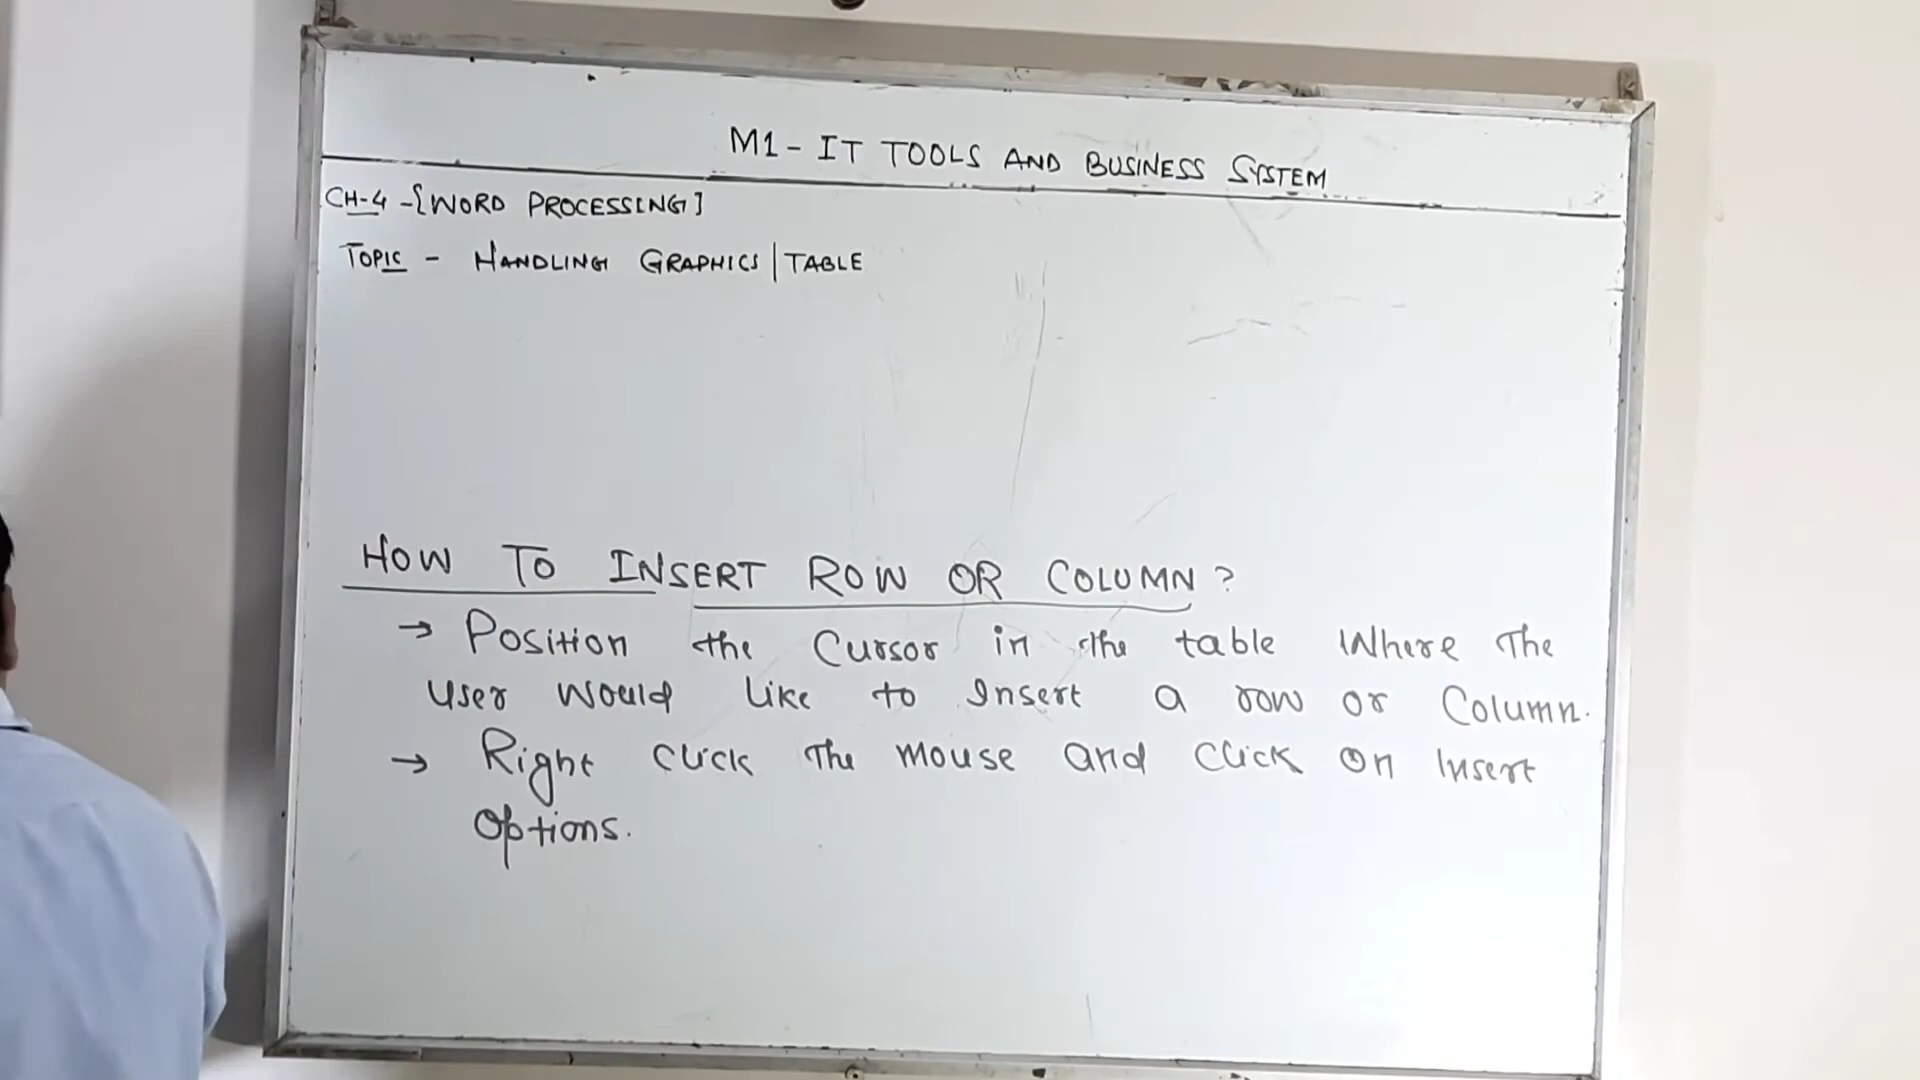 M1 - IT TOOLS AND BUSINESS SYSTEM
CH-4 -{WORD PROCESSING]
TOPIC - HANDLING GRAPHICS | TABLE
HOW TO INSERT ROW OR COLUMN ?
→ Position the Cursor in the table Where The
User Would Like to Insert a row or Column.
→ Right Click The Mouse and Click On Insert
Options.